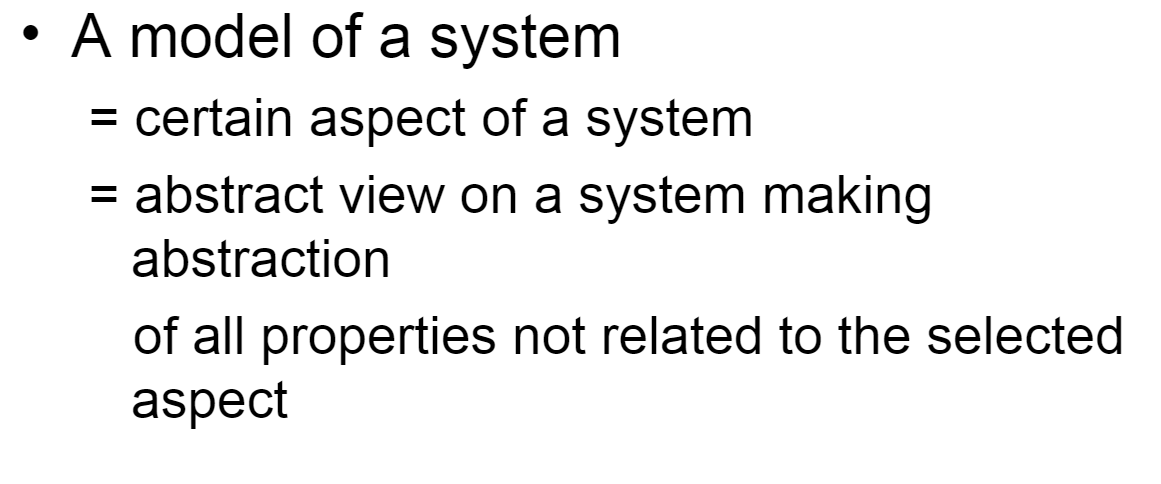 • A model of a system
= certain aspect of a system
= abstract view on a system making
abstraction
of all properties not related to the selected
aspect